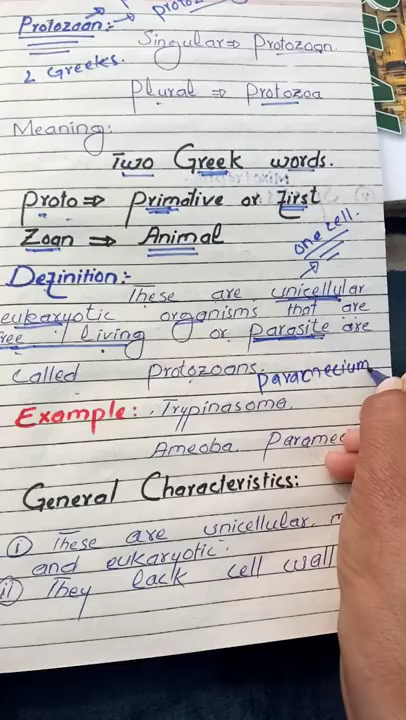 Protozoan:- → proto
Singular ⇒ Protozoan.
2 Greeks.
Plural ⇒ Protozoa
Meaning:
Two Greek words.
Proto ⇒ Primative or First
Zoan ⇒ Animal
one cell.
Definition:-
These are unicellular
eukaryotic organisms that are
free living or parasite are
called Protozoans.
Paramecium
Example: Trypinasoma,
Ameoba, Paramec
General Characteristics:
(i) These are unicellular,
and eukaryotic.
(ii) They lack cell wall